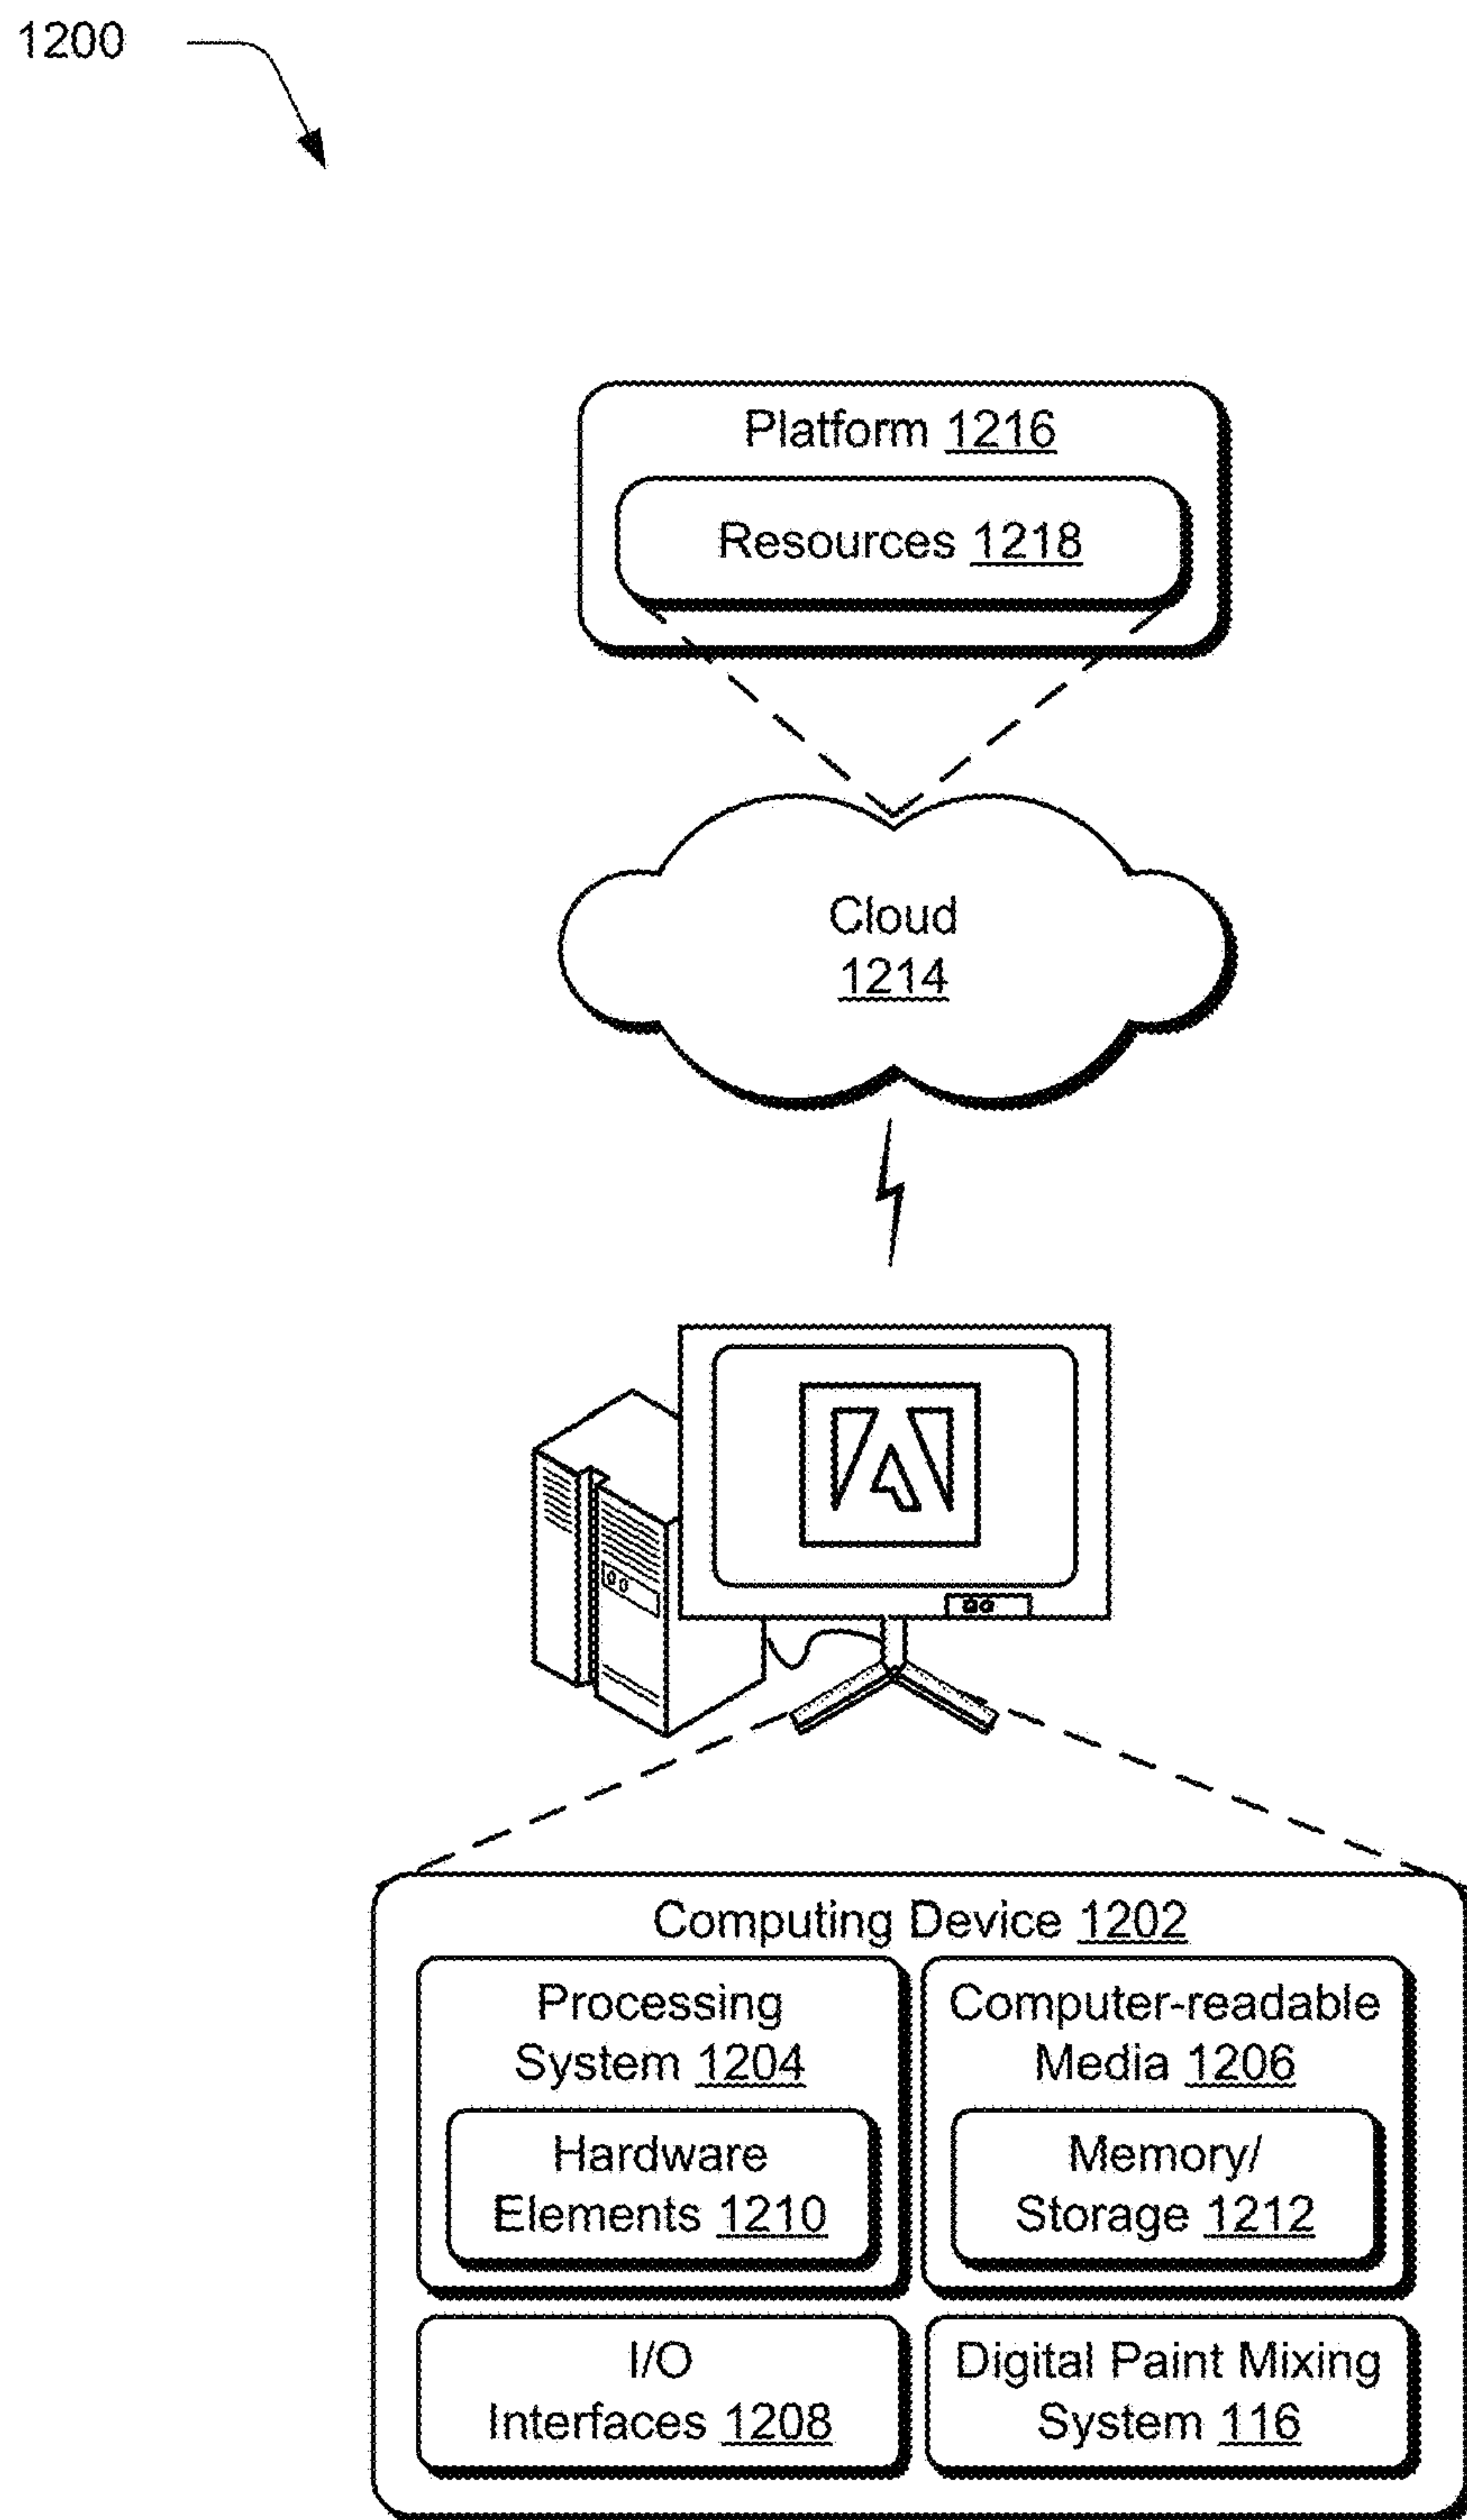 1200
Platform 1216
Resources 1218
Cloud
1214
Computing Device 1202
Processing
System 1204
Hardware
Elements 1210
Computer-readable
Media 1206
Memory/
Storage 1212
I/O
Interfaces 1208
Digital Paint Mixing
System 116